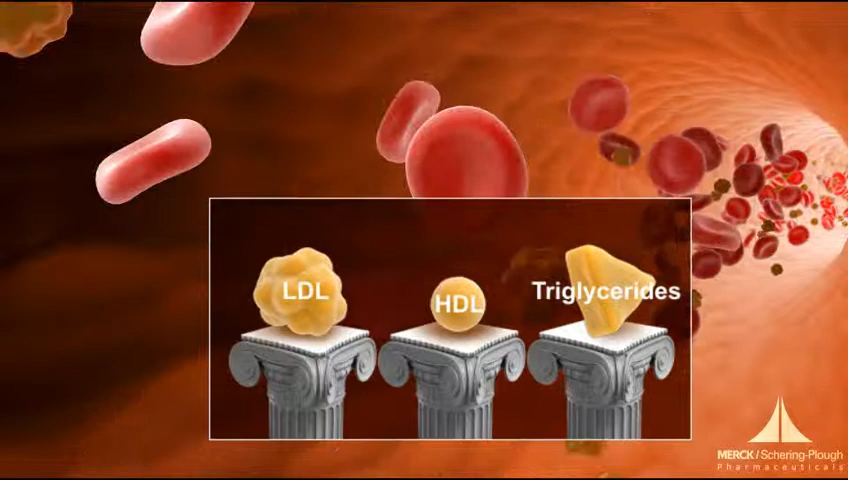 LDL
HDL
Triglycerides
MERCK / Schering-Plough
Pharmaceuticals